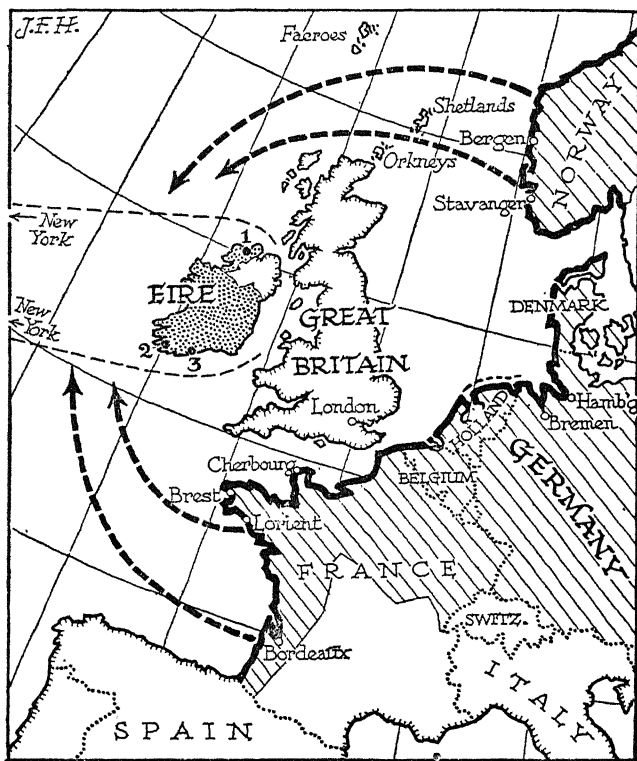 J.F.H.
Faeroes
Shetlands
Bergen
Orkneys
NORWAY
Stavanger
New
York
1
EIRE
DENMARK
New
York
GREAT
2
3
BRITAIN
Hambg
London
HOLLAND
Bremen
Cherbourg
BELGIUM
GERMANY
Brest
Lorient
FRANCE
SWITZ.
Bordeaux
ITALY
SPAIN